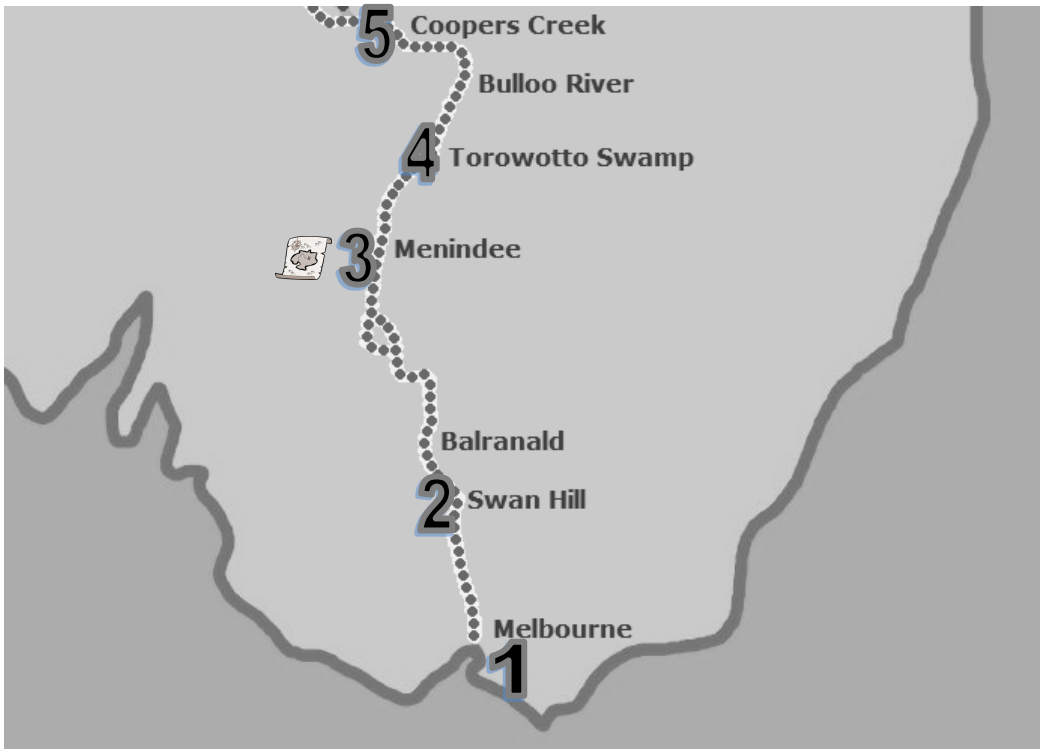 5 Coopers Creek
Bulloo River
4 Torowotto Swamp
3 Menindee
Balranald
2 Swan Hill
Melbourne
1